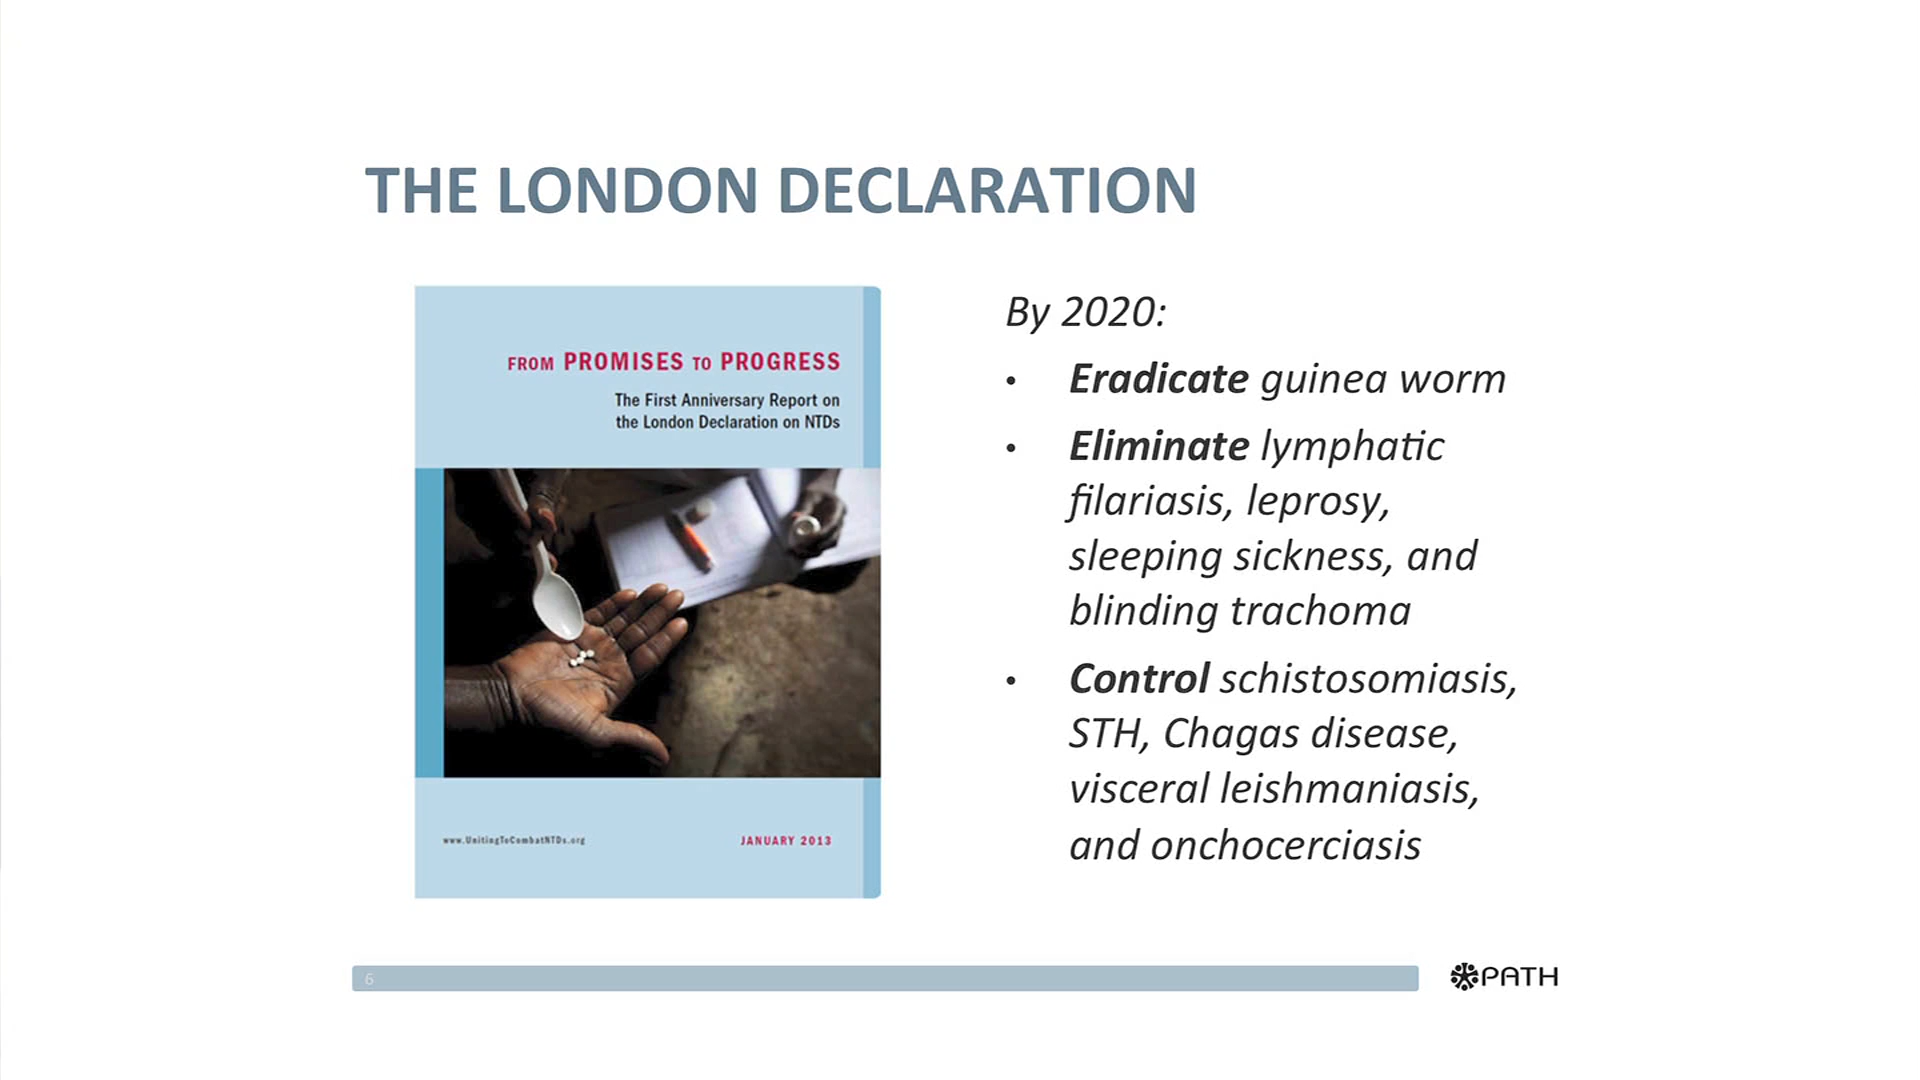 THE LONDON DECLARATION
FROM PROMISES TO PROGRESS
The First Anniversary Report on
the London Declaration on NTDs
www.UnitingToCombatNTDs.org
JANUARY 2013
By 2020:
• Eradicate guinea worm
• Eliminate lymphatic
filariasis, leprosy,
sleeping sickness, and
blinding trachoma
• Control schistosomiasis,
STH, Chagas disease,
visceral leishmaniasis,
and onchocerciasis
6
PATH